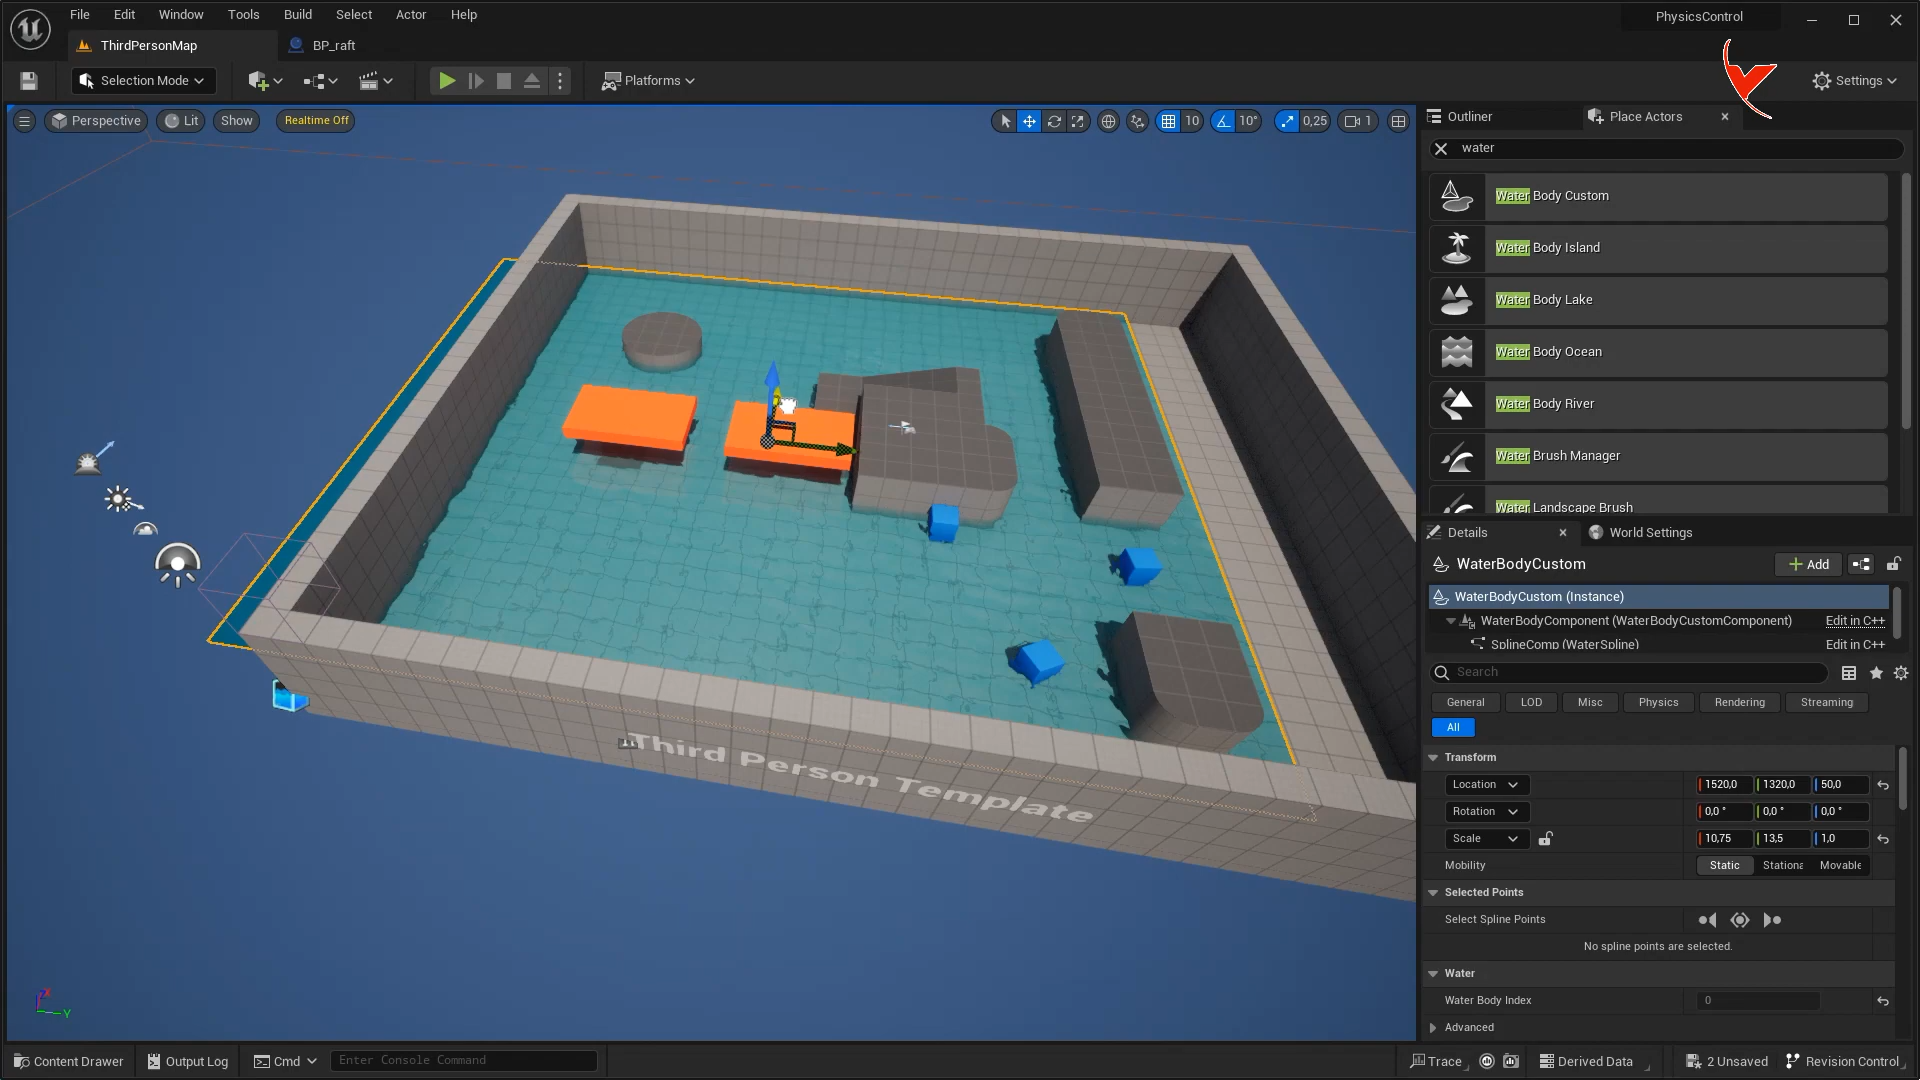 File Edit Window Tools Build Select Actor Help
PhysicsControl
ThirdPersonMap
BP_raft
Selection Mode
Platforms
Settings
Perspective
Lit
Show
Realtime Off
10
10°
0,25
1
Outliner
Place Actors
water
Water Body Custom
Water Body Island
Water Body Lake
Water Body Ocean
Water Body River
Water Brush Manager
Water Landscape Brush
Third Person Template
Details
World Settings
WaterBodyCustom
Add
WaterBodyCustom (Instance)
WaterBodyComponent (WaterBodyCustomComponent) Edit in C++
SplineComp (WaterSpline) Edit in C++
Search
General LOD Misc Physics Rendering Streaming
All
Transform
Location 1520,0 1320,0 50,0
Rotation 0,0 ° 0,0 ° 0,0 °
Scale 10,75 13,5 1,0
Mobility Static Stationa Movable
Selected Points
Select Spline Points
No spline points are selected.
Water
Water Body Index 0
Advanced
X
Y
Content Drawer
Output Log
Cmd
Enter Console Command
Trace
Derived Data
2 Unsaved
Revision Control